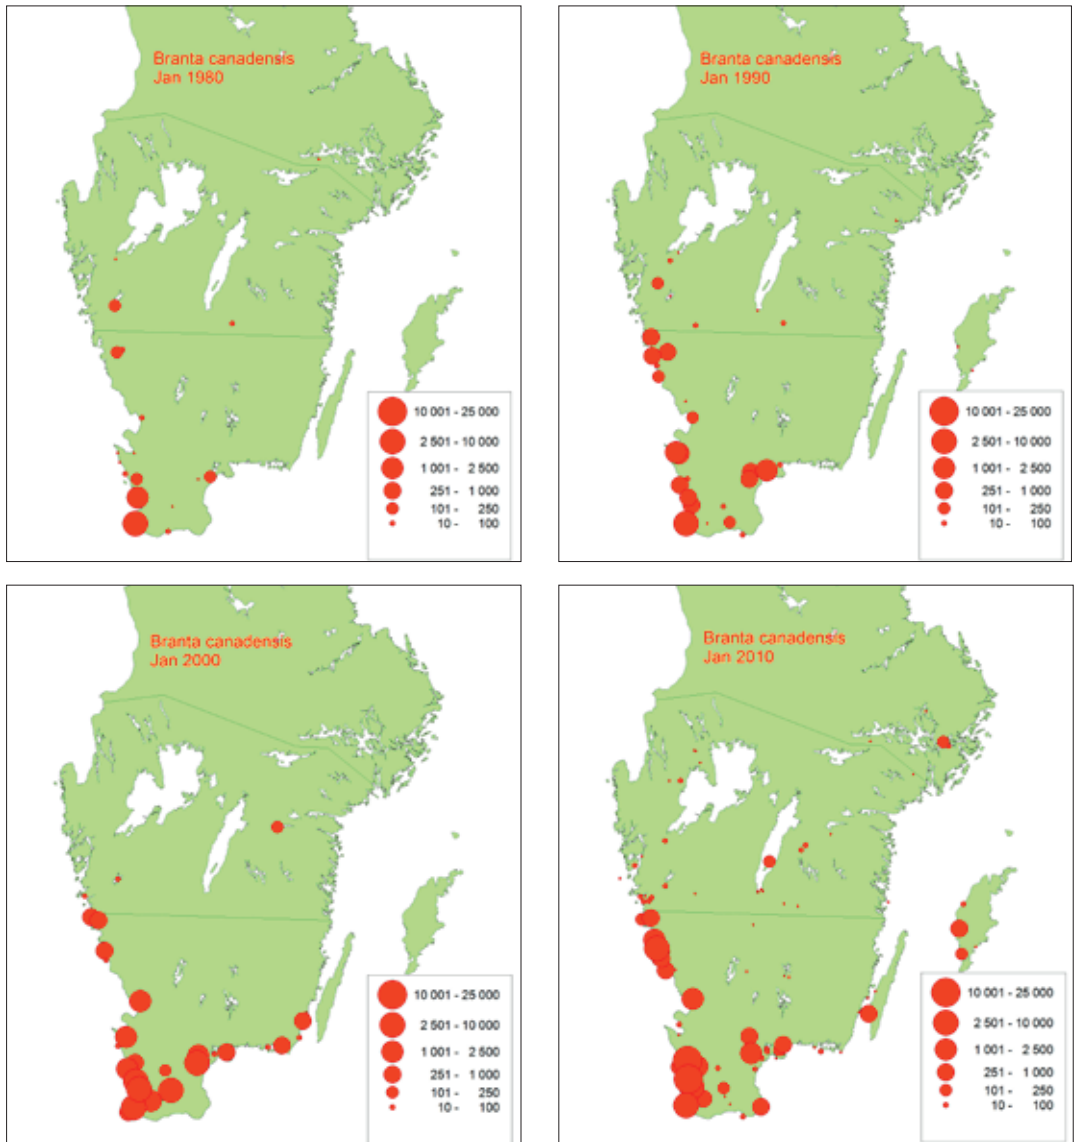 Branta canadensis
Jan 1980
10 001 - 25 000
2 501 - 10 000
1 001 - 2 500
251 - 1 000
101 - 250
10 - 100
Branta canadensis
Jan 1990
10 001 - 25 000
2 501 - 10 000
1 001 - 2 500
251 - 1 000
101 - 250
10 - 100
Branta canadensis
Jan 2000
10 001 - 25 000
2 501 - 10 000
1 001 - 2 500
251 - 1 000
101 - 250
10 - 100
Branta canadensis
Jan 2010
10 001 - 25 000
2 501 - 10 000
1 001 - 2 500
251 - 1 000
101 - 250
10 - 100